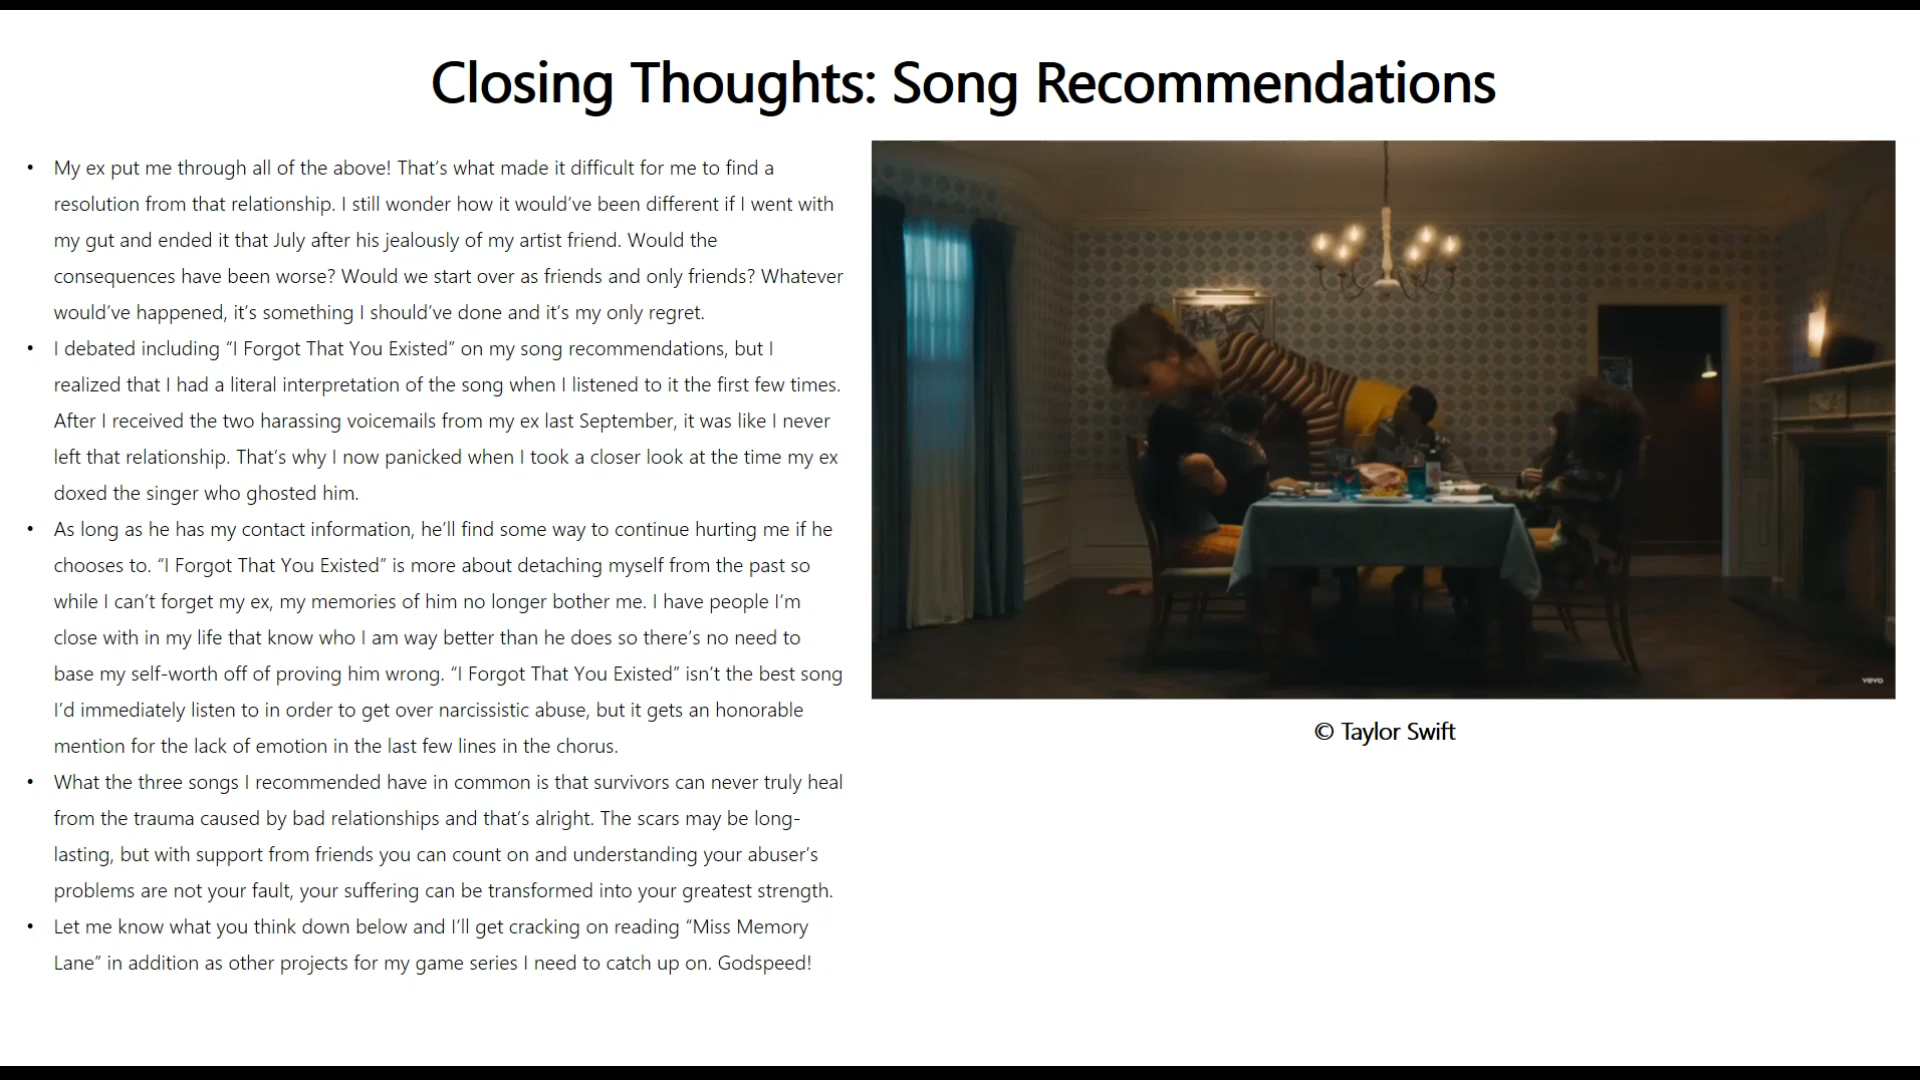 Closing Thoughts: Song Recommendations
• My ex put me through all of the above! That’s what made it difficult for me to find a
resolution from that relationship. I still wonder how it would’ve been different if I went with
my gut and ended it that July after his jealously of my artist friend. Would the
consequences have been worse? Would we start over as friends and only friends? Whatever
would’ve happened, it’s something I should’ve done and it’s my only regret.
• I debated including “I Forgot That You Existed” on my song recommendations, but I
realized that I had a literal interpretation of the song when I listened to it the first few times.
After I received the two harassing voicemails from my ex last September, it was like I never
left that relationship. That’s why I now panicked when I took a closer look at the time my ex
doxed the singer who ghosted him.
• As long as he has my contact information, he’ll find some way to continue hurting me if he
chooses to. “I Forgot That You Existed” is more about detaching myself from the past so
while I can’t forget my ex, my memories of him no longer bother me. I have people I’m
close with in my life that know who I am way better than he does so there’s no need to
base my self-worth off of proving him wrong. “I Forgot That You Existed” isn’t the best song
I’d immediately listen to in order to get over narcissistic abuse, but it gets an honorable
mention for the lack of emotion in the last few lines in the chorus.
• What the three songs I recommended have in common is that survivors can never truly heal
from the trauma caused by bad relationships and that’s alright. The scars may be long-
lasting, but with support from friends you can count on and understanding your abuser’s
problems are not your fault, your suffering can be transformed into your greatest strength.
• Let me know what you think down below and I’ll get cracking on reading “Miss Memory
Lane” in addition as other projects for my game series I need to catch up on. Godspeed!
vevo
© Taylor Swift